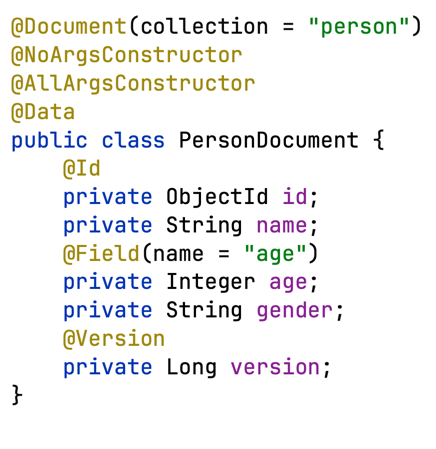 @Document(collection = "person")
@NoArgsConstructor
@AllArgsConstructor
@Data
public class PersonDocument {
    @Id
    private ObjectId id;
    private String name;
    @Field(name = "age")
    private Integer age;
    private String gender;
    @Version
    private Long version;
}